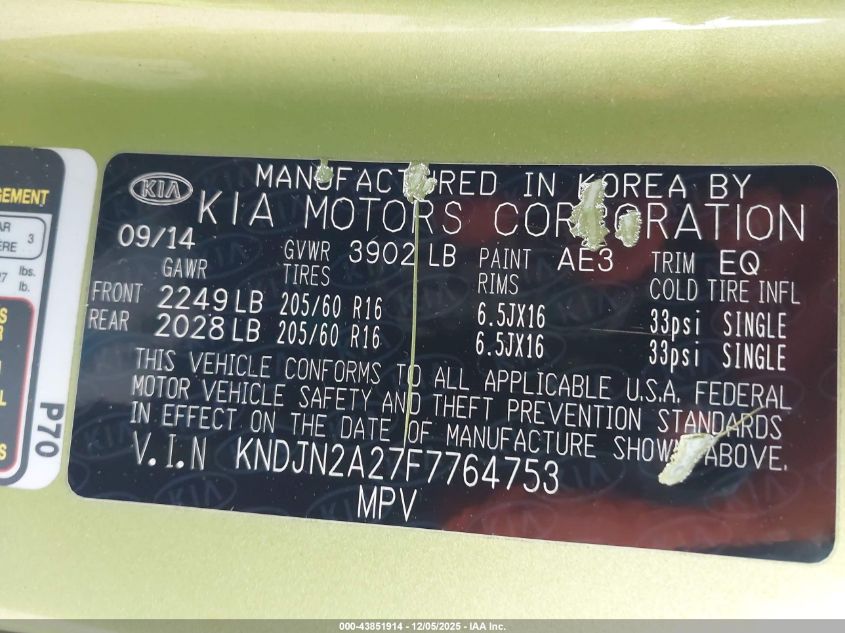 KIA
MANUFACTURED IN KOREA BY
KIA MOTORS CORPORATION
09/14
GVWR 3902 LB PAINT AE3 TRIM EQ
GAWR TIRES RIMS COLD TIRE INFL
FRONT 2249 LB 205/60 R16 6.5JX16 33psi SINGLE
REAR 2028 LB 205/60 R16 6.5JX16 33psi SINGLE
THIS VEHICLE CONFORMS TO ALL APPLICABLE U.S.A. FEDERAL
MOTOR VEHICLE SAFETY AND THEFT PREVENTION STANDARDS
IN EFFECT ON THE DATE OF MANUFACTURE SHOWN ABOVE.
V.I.N KNDJN2A27F7764753
MPV
P70
lbs.
lb.
3
000-43851914 - 12/05/2025 - IAA Inc.